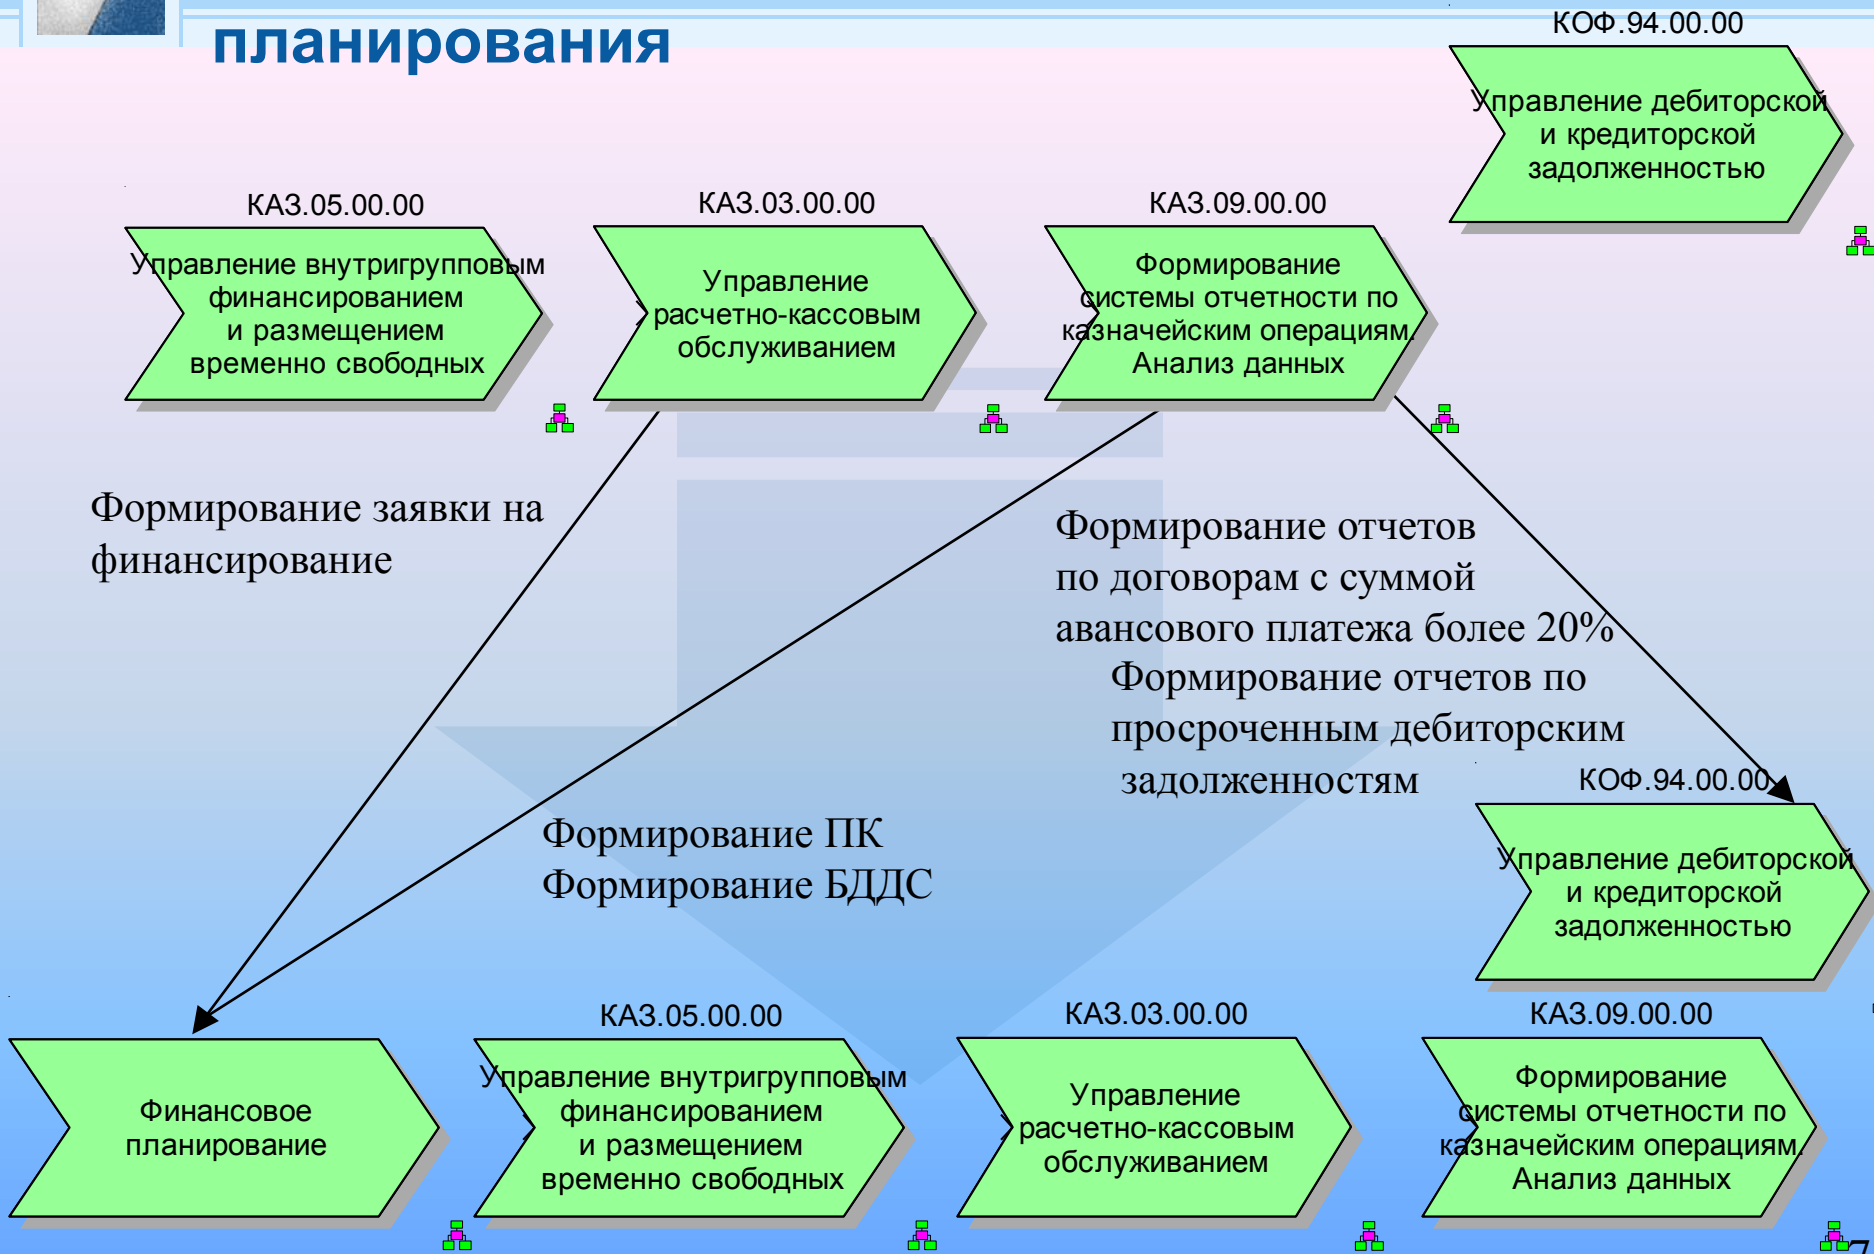 планирования
КОФ.94.00.00
Управление дебиторской
и кредиторской
задолженностью
КАЗ.05.00.00
Управление внутригрупповым
финансированием
и размещением
временно свободных
КАЗ.03.00.00
Управление
расчетно-кассовым
обслуживанием
КАЗ.09.00.00
Формирование
системы отчетности по
казначейским операциям.
Анализ данных
Формирование заявки на
финансирование
Формирование отчетов
по договорам с суммой
авансового платежа более 20%
Формирование отчетов по
просроченным дебиторским
задолженностям
Формирование ПК
Формирование БДДС
КОФ.94.00.00
Управление дебиторской
и кредиторской
задолженностью
Финансовое
планирование
КАЗ.05.00.00
Управление внутригрупповым
финансированием
и размещением
временно свободных
КАЗ.03.00.00
Управление
расчетно-кассовым
обслуживанием
КАЗ.09.00.00
Формирование
системы отчетности по
казначейским операциям.
Анализ данных
7